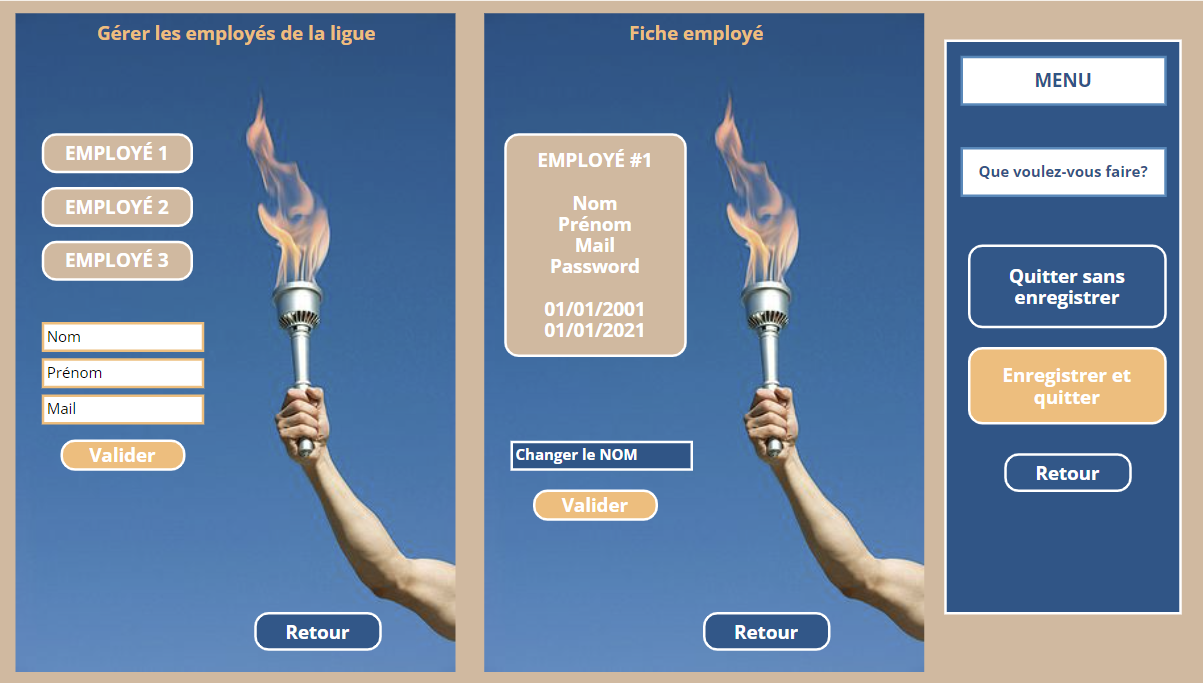 Gérer les employés de la ligue
EMPLOYÉ 1
EMPLOYÉ 2
EMPLOYÉ 3
Nom
Prénom
Mail
Valider
Retour
Fiche employé
EMPLOYÉ #1
Nom
Prénom
Mail
Password
01/01/2001
01/01/2021
Changer le NOM
Valider
Retour
MENU
Que voulez-vous faire?
Quitter sans
enregistrer
Enregistrer et
quitter
Retour